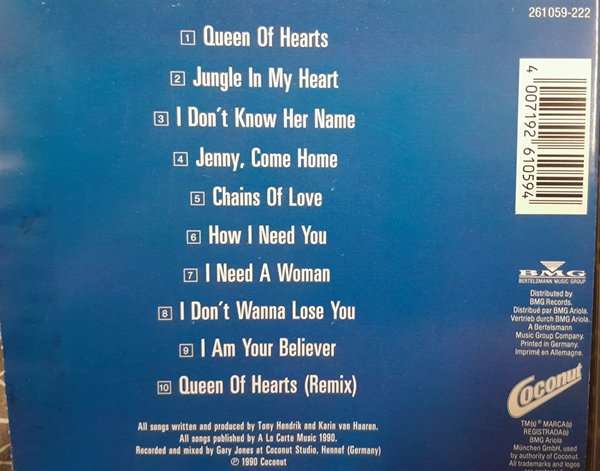 261059-222
1 Queen Of Hearts
2 Jungle In My Heart
3 I Don't Know Her Name
4 Jenny, Come Home
5 Chains Of Love
6 How I Need You
7 I Need A Woman
8 I Don't Wanna Lose You
9 I Am Your Believer
10 Queen Of Hearts (Remix)
All songs written and produced by Tony Hendrik and Karin van Haaren.
All songs published by A La Carte Music 1990.
Recorded and mixed by Gary Jones at Coconut Studio, Hennef (Germany)
℗ 1990 Coconut
4 007192 610594
BMG
BERTELSMANN MUSIC GROUP
Distributed by
BMG Records.
Distribué par BMG Ariola.
Vertrieb durch BMG Ariola.
A Bertelsmann
Music Group Company.
Printed in Germany.
Imprimé en Allemagne.
Coconut
TM(s) ® MARCA(s)
REGISTRADA(s)
BMG Ariola
München GmbH, used
by authority of Coconut.
All trademarks and logos